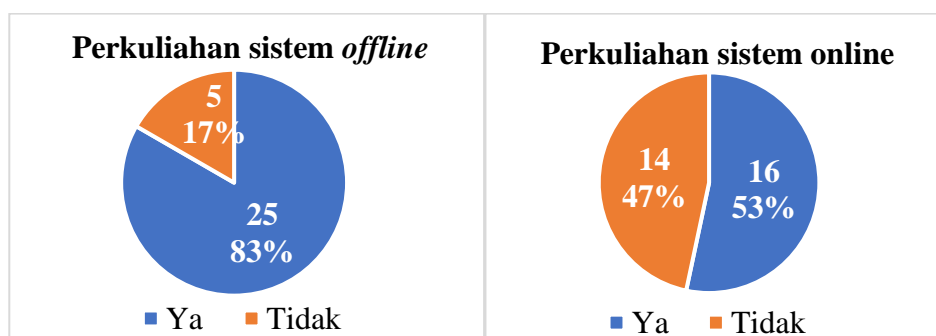 Perkuliahan sistem offline
5
17%
25
83%
Ya Tidak
Perkuliahan sistem online
14
47%
16
53%
Ya Tidak